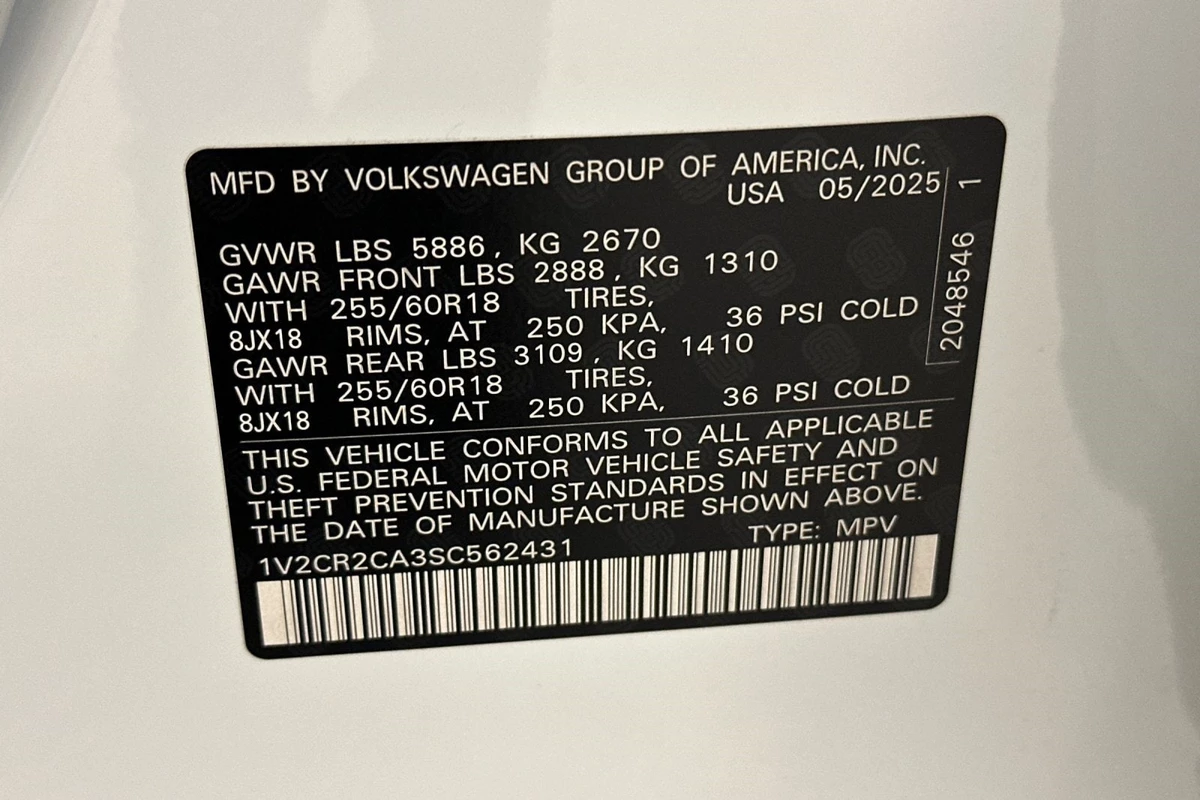 MFD BY VOLKSWAGEN GROUP OF AMERICA, INC.
USA 05/2025
GVWR LBS 5886, KG 2670
GAWR FRONT LBS 2888, KG 1310
WITH 255/60R18 TIRES,
8JX18 RIMS, AT 250 KPA, 36 PSI COLD
GAWR REAR LBS 3109, KG 1410
WITH 255/60R18 TIRES,
8JX18 RIMS, AT 250 KPA, 36 PSI COLD
THIS VEHICLE CONFORMS TO ALL APPLICABLE
U.S. FEDERAL MOTOR VEHICLE SAFETY AND
THEFT PREVENTION STANDARDS IN EFFECT ON
THE DATE OF MANUFACTURE SHOWN ABOVE.
1V2CR2CA3SC562431 TYPE: MPV
2048546 1